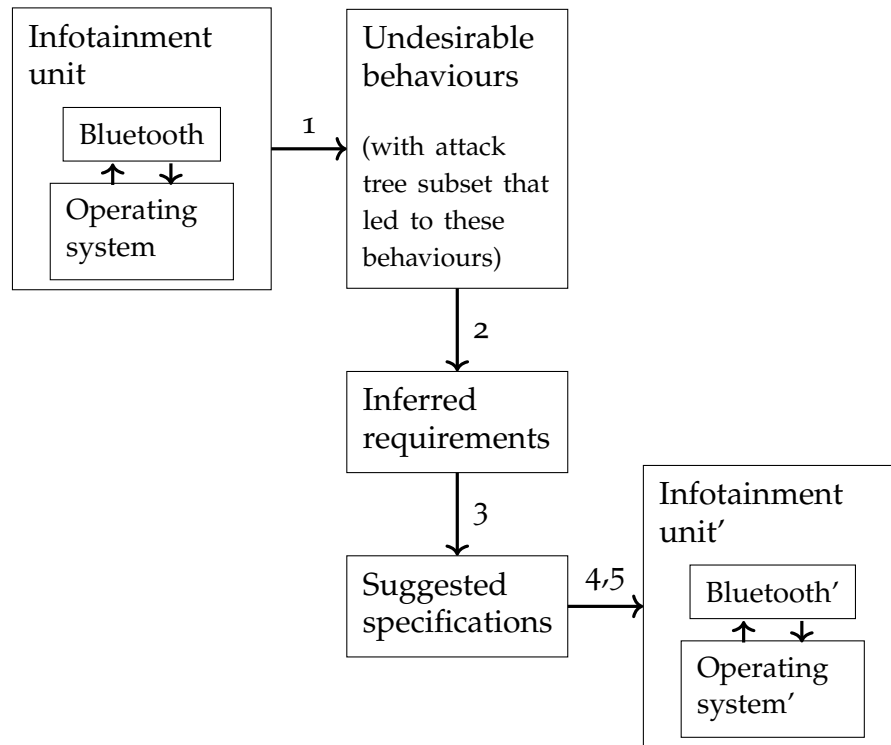 Infotainment
unit
Bluetooth
Operating
system
1
Undesirable
behaviours
(with attack
tree subset that
led to these
behaviours)
2
Inferred
requirements
3
Suggested
specifications
4,5
Infotainment
unit’
Bluetooth’
Operating
system’